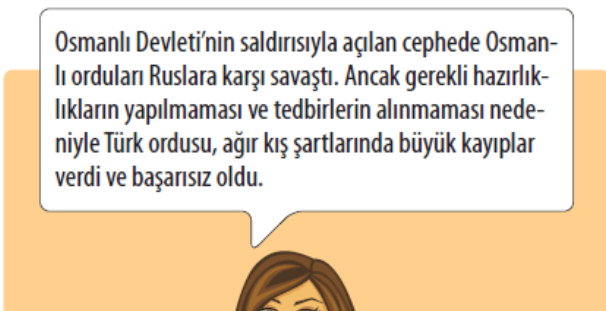 Osmanlı Devleti’nin saldırısıyla açılan cephede Osman-
lı orduları Ruslara karşı savaştı. Ancak gerekli hazırlık-
lıkların yapılmaması ve tedbirlerin alınmaması nede-
niyle Türk ordusu, ağır kış şartlarında büyük kayıplar
verdi ve başarısız oldu.